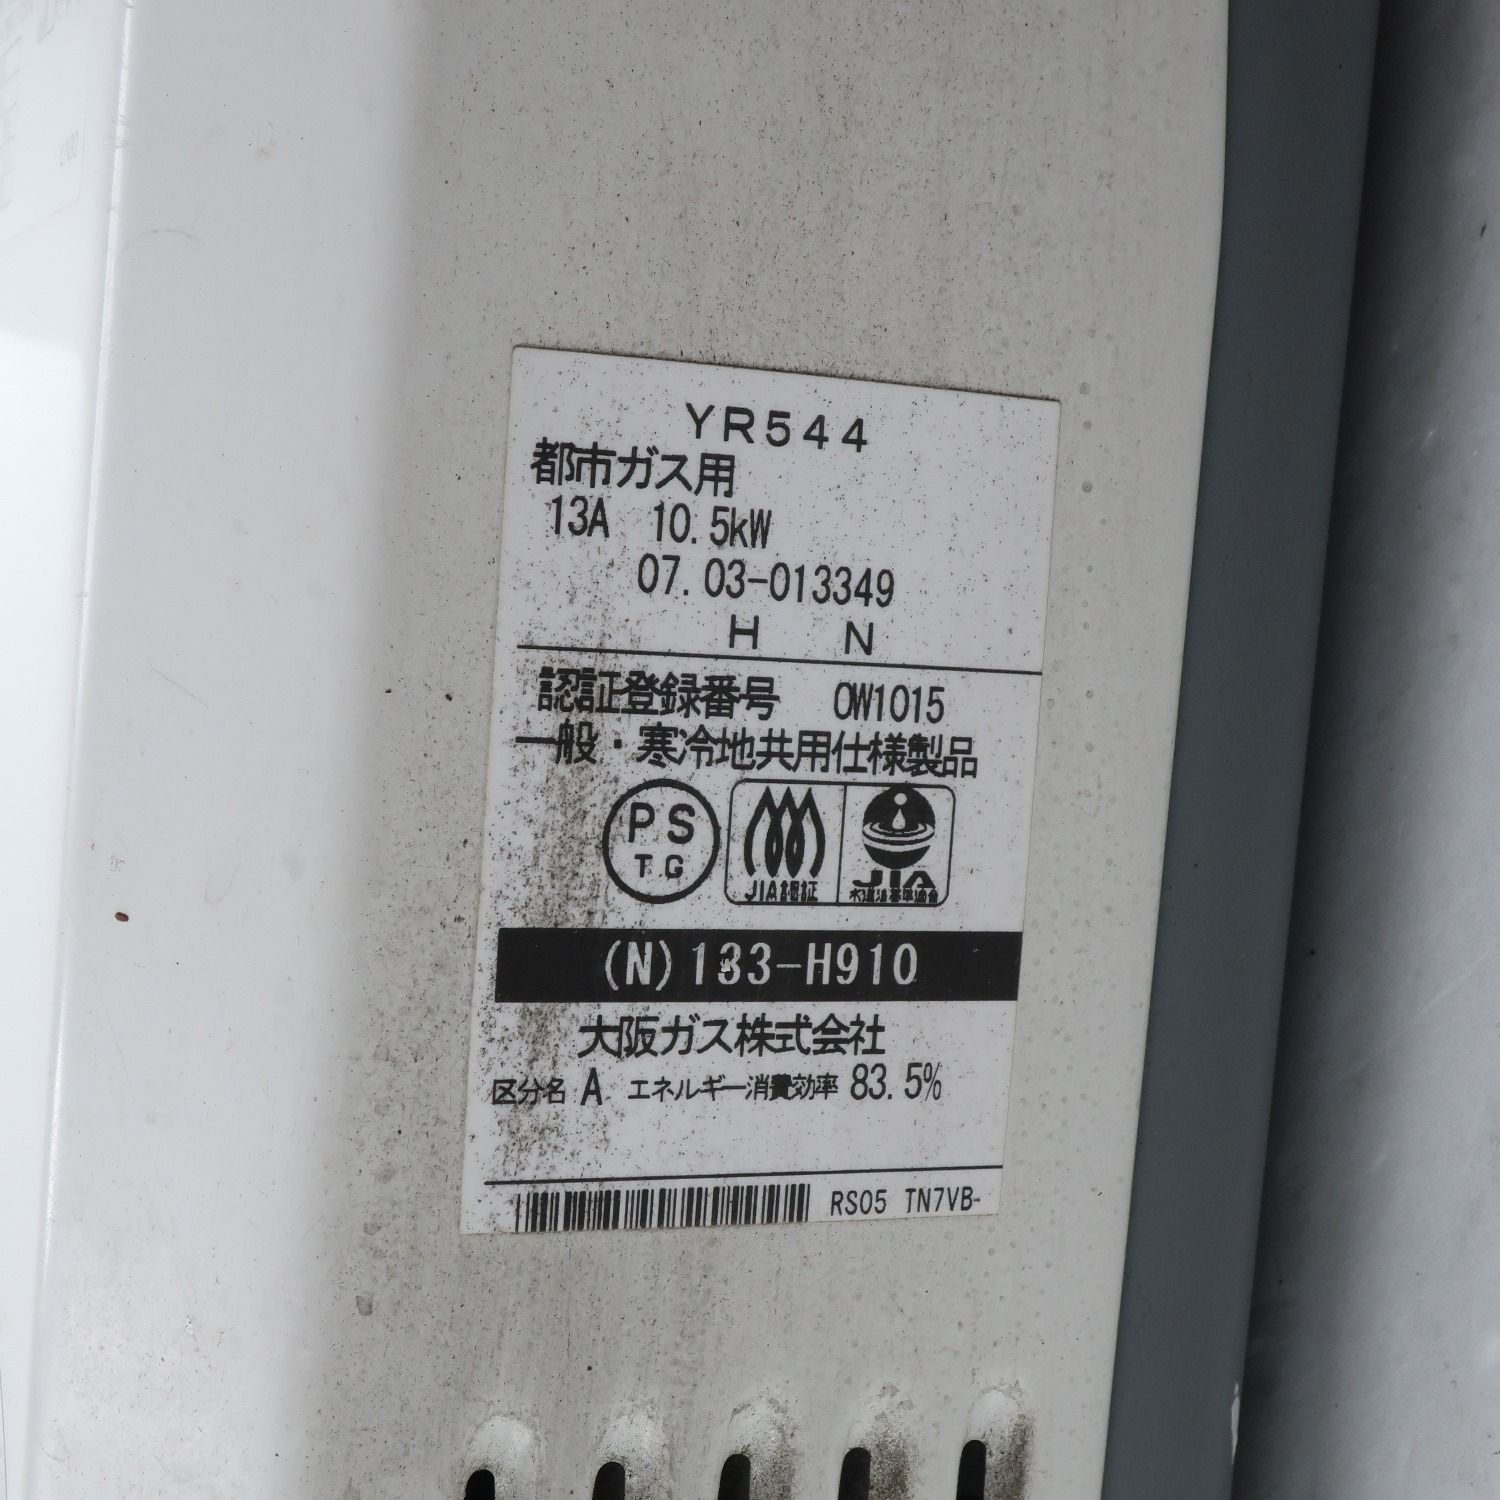 YR544
都市ガス用
13A 10.5kW
07.03-013349
H N
認証登録番号 OW1015
一般・寒冷地共用仕様製品
PS
TG
JIA認証
JIA
(N)133-H910
大阪ガス株式会社
区分名 A エネルギー消費効率 83.5%
RS05 TN7VB-